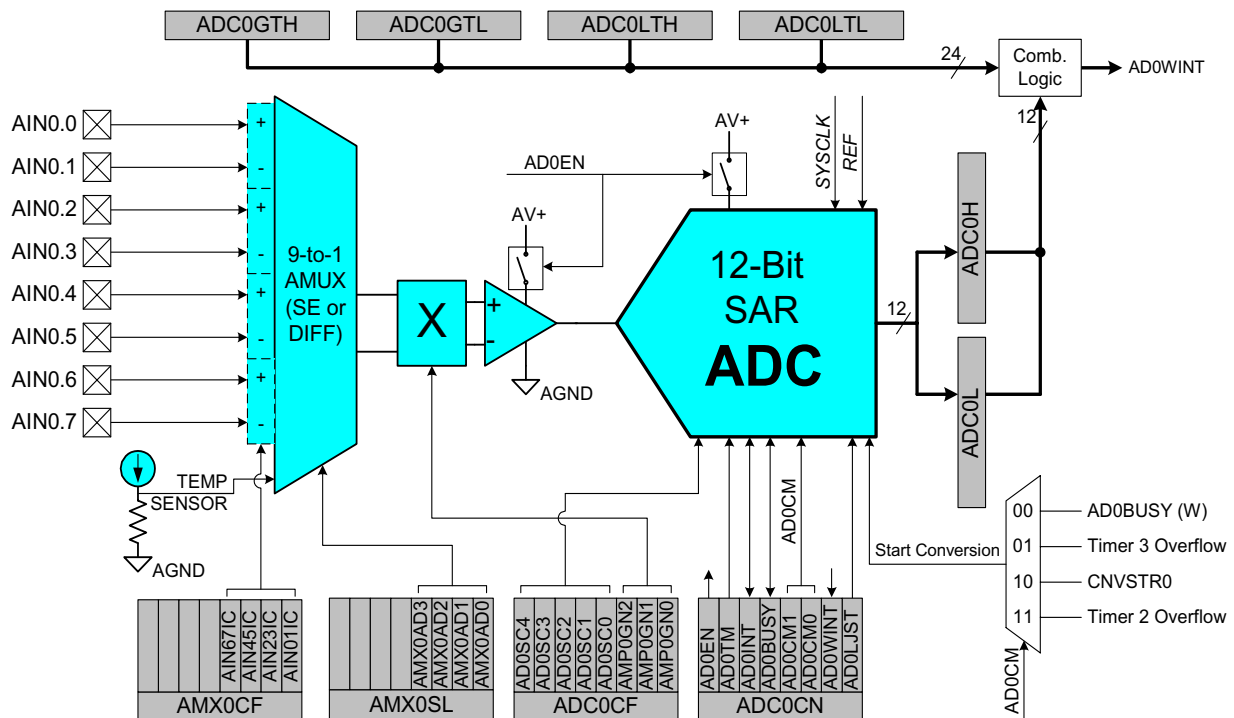 ADC0GTH
ADC0GTL
ADC0LTH
ADC0LTL
24
Comb.
Logic
AD0WINT
12
AIN0.0
AIN0.1
AIN0.2
AIN0.3
AIN0.4
AIN0.5
AIN0.6
AIN0.7
+
-
+
-
+
-
+
-
9-to-1
AMUX
(SE or
DIFF)
TEMP
SENSOR
AGND
X
+
-
AV+
AGND
AD0EN
AV+
SYSCLK
REF
12-Bit
SAR
ADC
12
ADC0H
ADC0L
Start Conversion
00
01
10
11
AD0BUSY (W)
Timer 3 Overflow
CNVSTR0
Timer 2 Overflow
AD0CM
AD0CM
AIN67IC
AIN45IC
AIN23IC
AIN01IC
AMX0CF
AMX0AD3
AMX0AD2
AMX0AD1
AMX0AD0
AMX0SL
AD0SC4
AD0SC3
AD0SC2
AD0SC1
AD0SC0
AMP0GN2
AMP0GN1
AMP0GN0
ADC0CF
AD0EN
AD0TM
AD0INT
AD0BUSY
AD0CM1
AD0CM0
AD0WINT
AD0LJST
ADC0CN